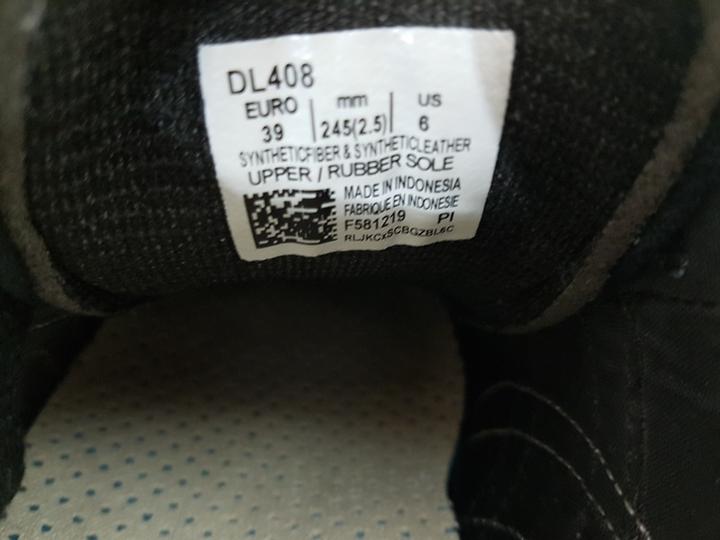 DL408
EURO | mm | US
39 | 245(2.5) | 6
SYNTHETICFIBER & SYNTHETICLEATHER
UPPER / RUBBER SOLE
MADE IN INDONESIA
FABRIQUE EN INDONESIE
F581219 PI